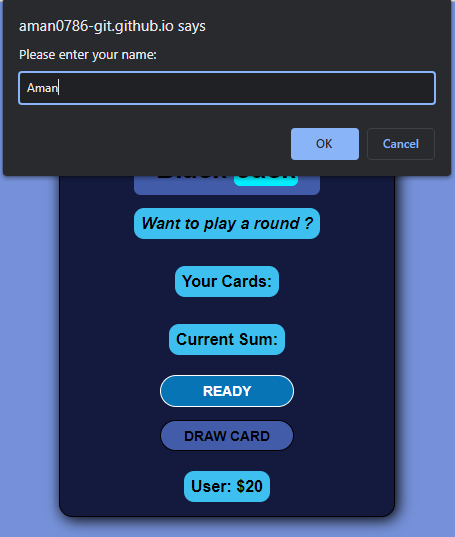 aman0786-git.github.io says
Please enter your name:
Aman
OK Cancel
Black Jack
Want to play a round ?
Your Cards:
Current Sum:
READY
DRAW CARD
User: $20